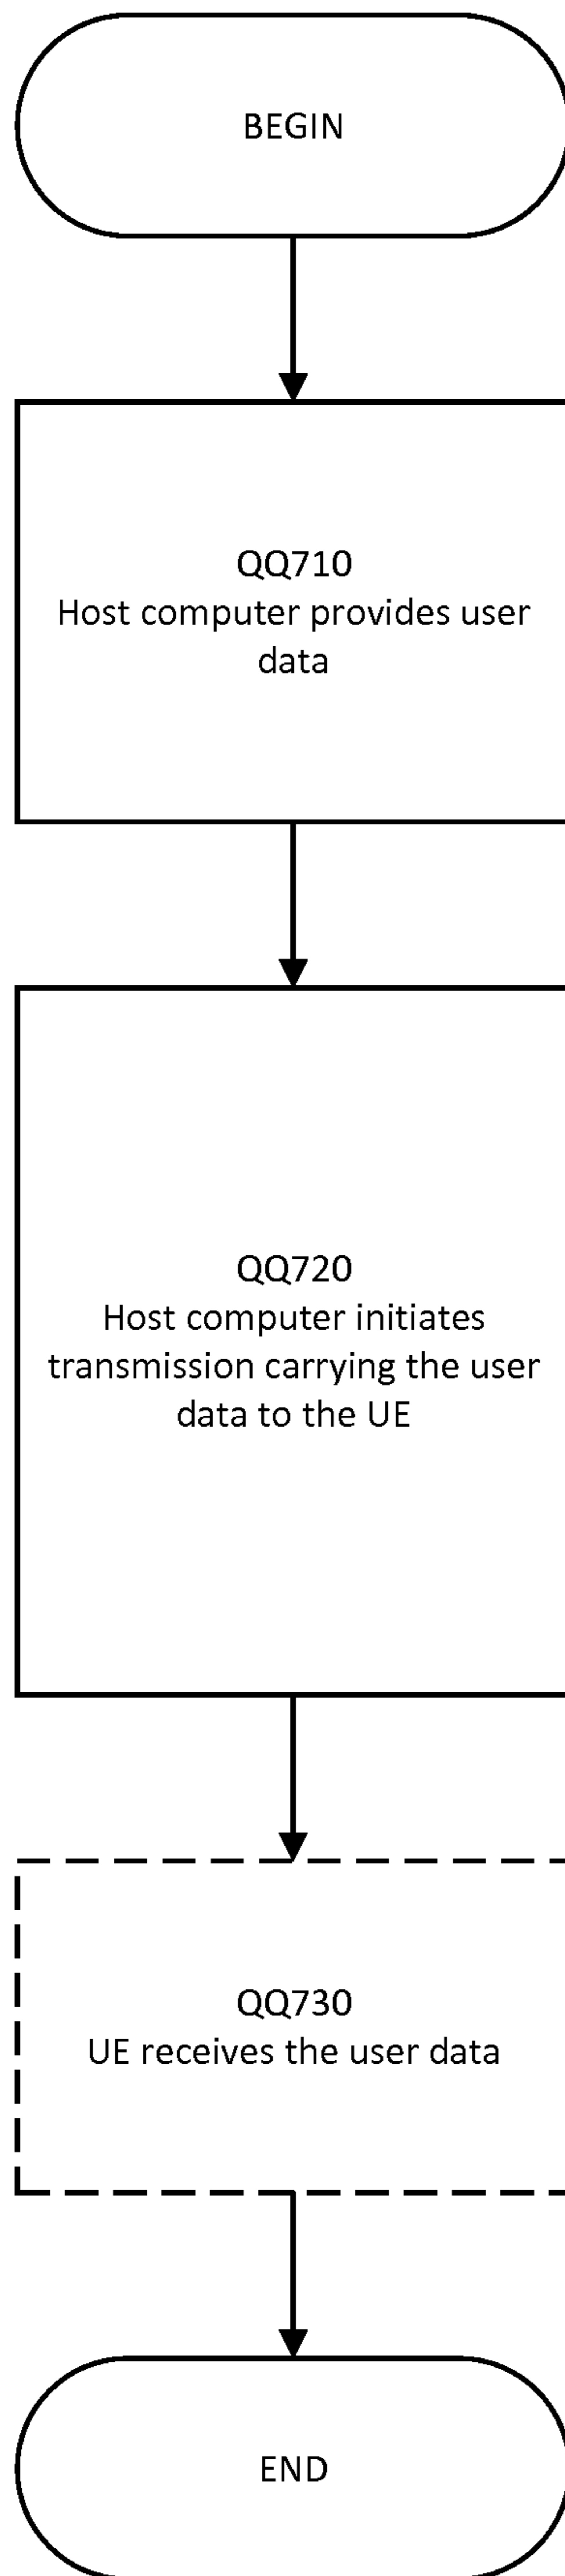 BEGIN
QQ710
Host computer provides user
data
QQ720
Host computer initiates
transmission carrying the user
data to the UE
QQ730
UE receives the user data
END